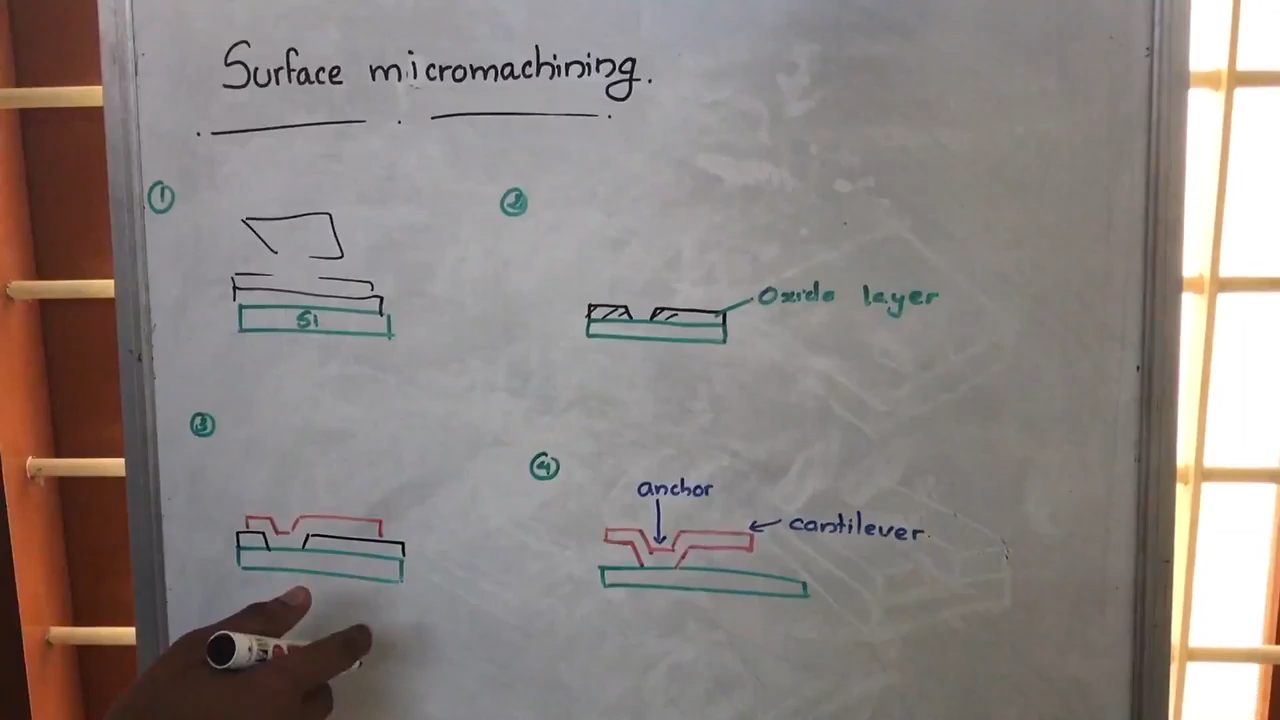 Surface micromachining.
①
②
Si
Oxide layer
③
④
anchor
cantilever.